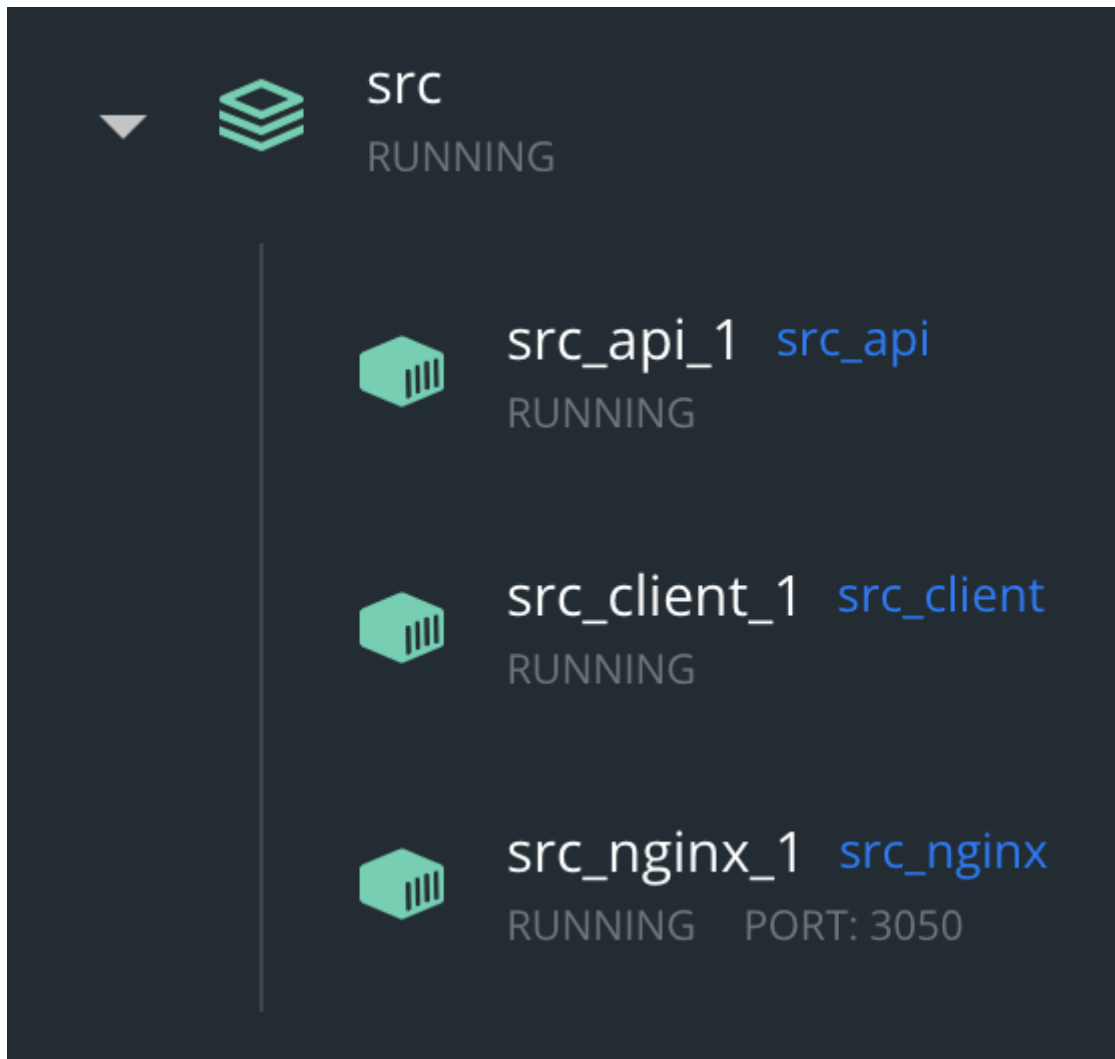 src
RUNNING
src_api_1 src_api
RUNNING
src_client_1 src_client
RUNNING
src_nginx_1 src_nginx
RUNNING PORT: 3050